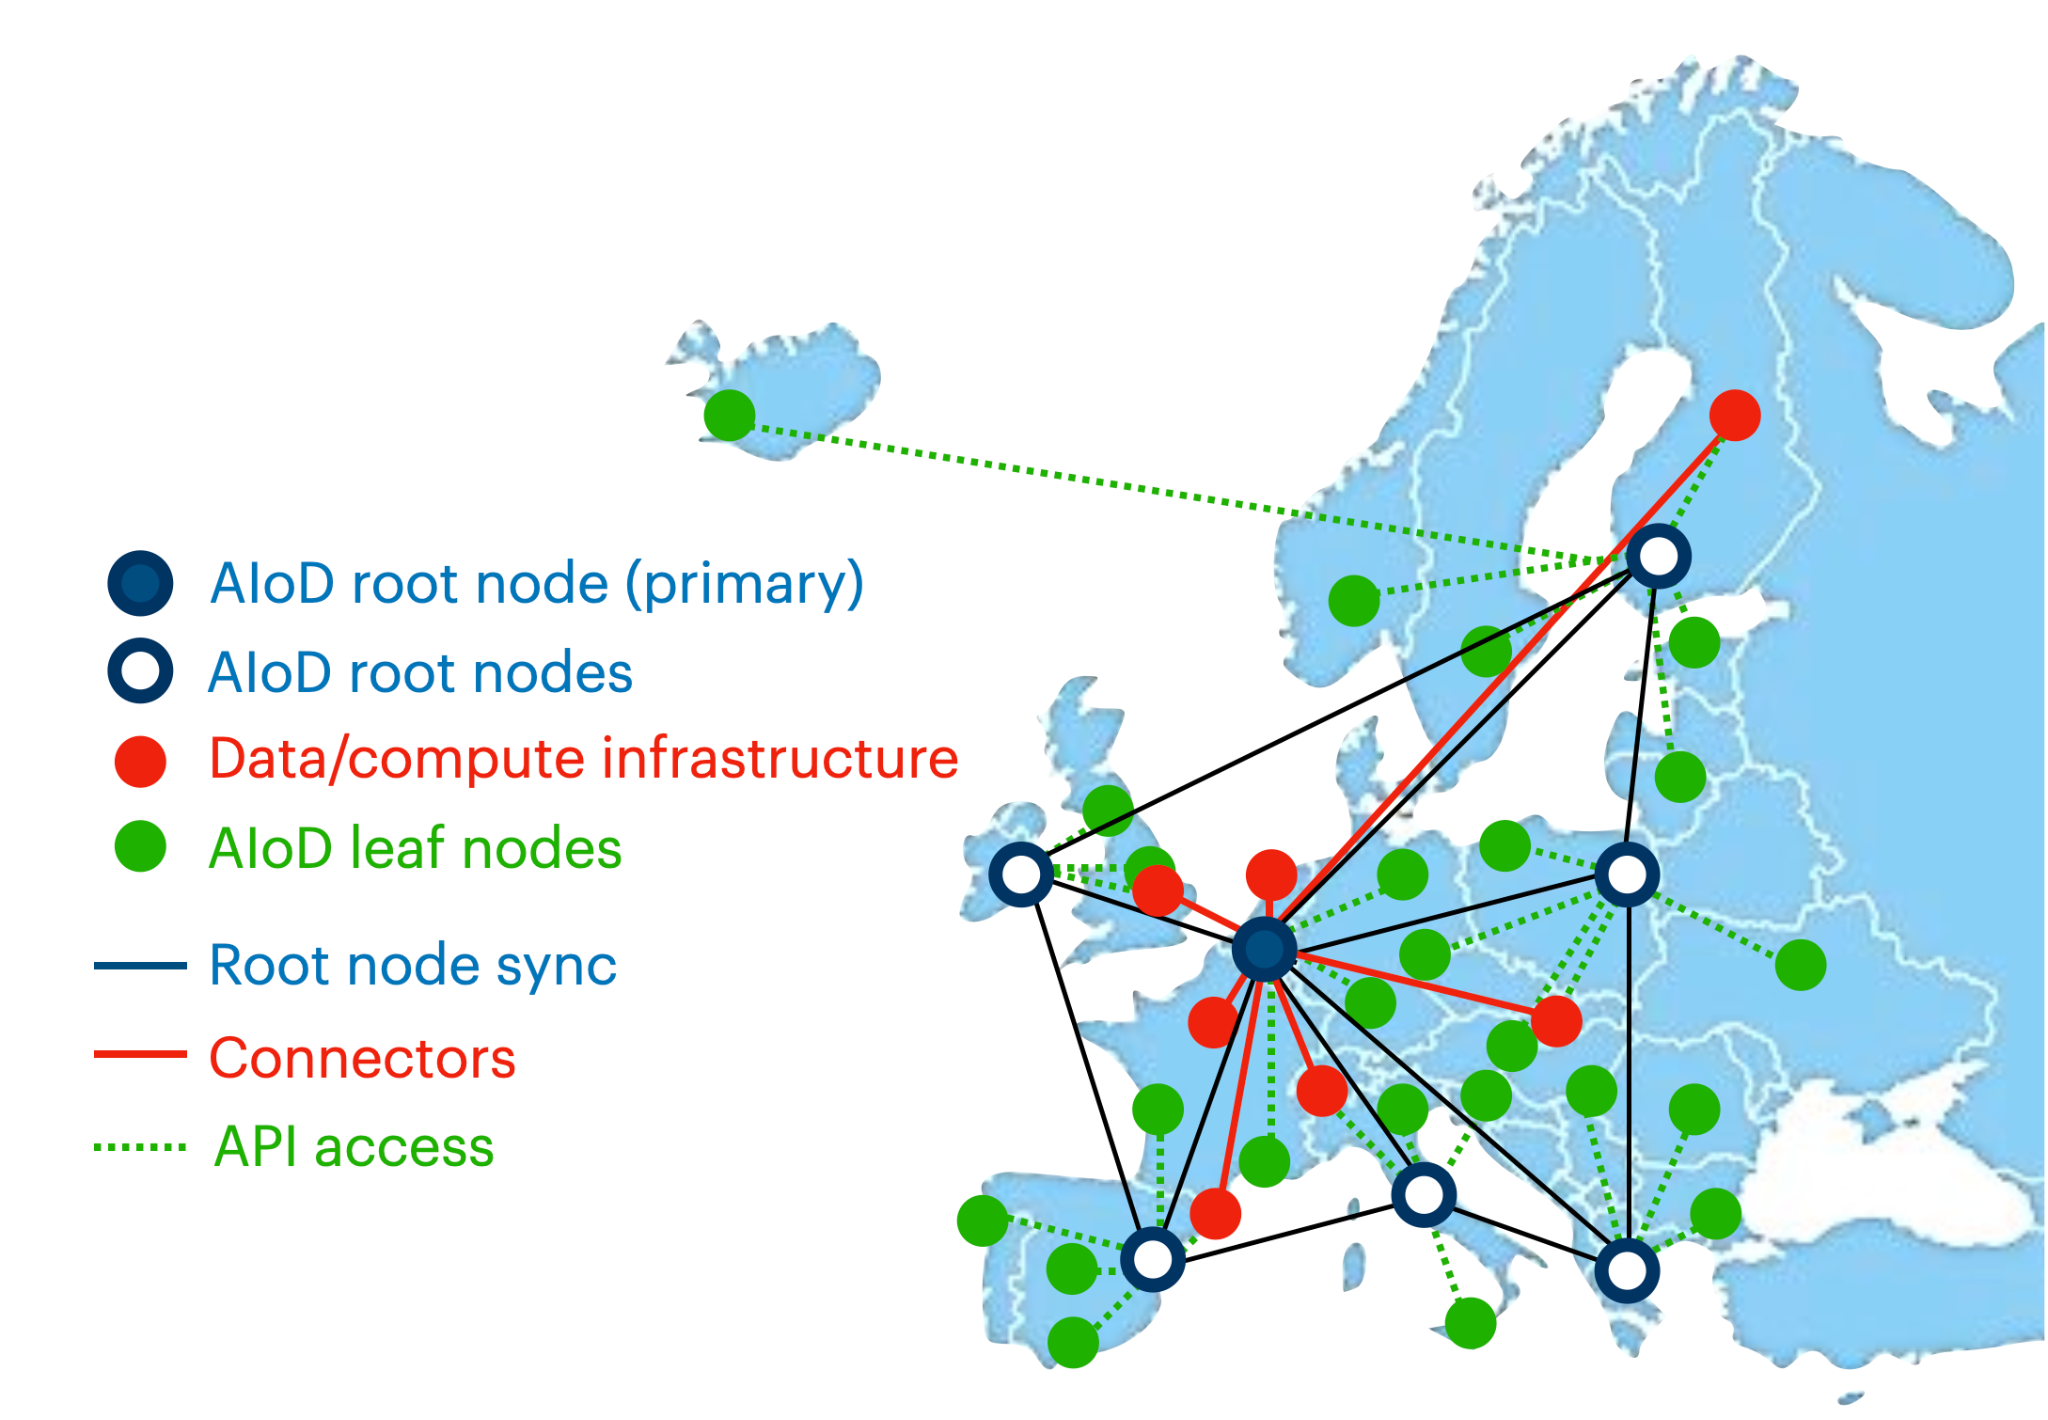 AIoD root node (primary)
AIoD root nodes
Data/compute infrastructure
AIoD leaf nodes
Root node sync
Connectors
API access